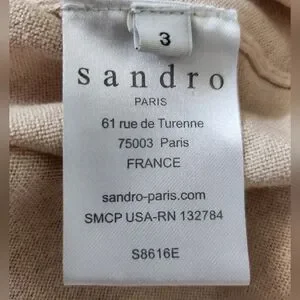 3
sandro
PARIS
61 rue de Turenne
75003 Paris
FRANCE
sandro-paris.com
SMCP USA-RN 132784
S8616E